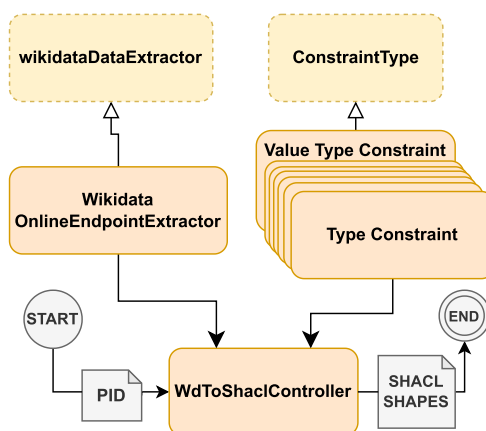 wikidataDataExtractor
ConstraintType
Value Type Constraint
Wikidata
OnlineEndpointExtractor
Type Constraint
START
END
PID
WdToShaclController
SHACL
SHAPES